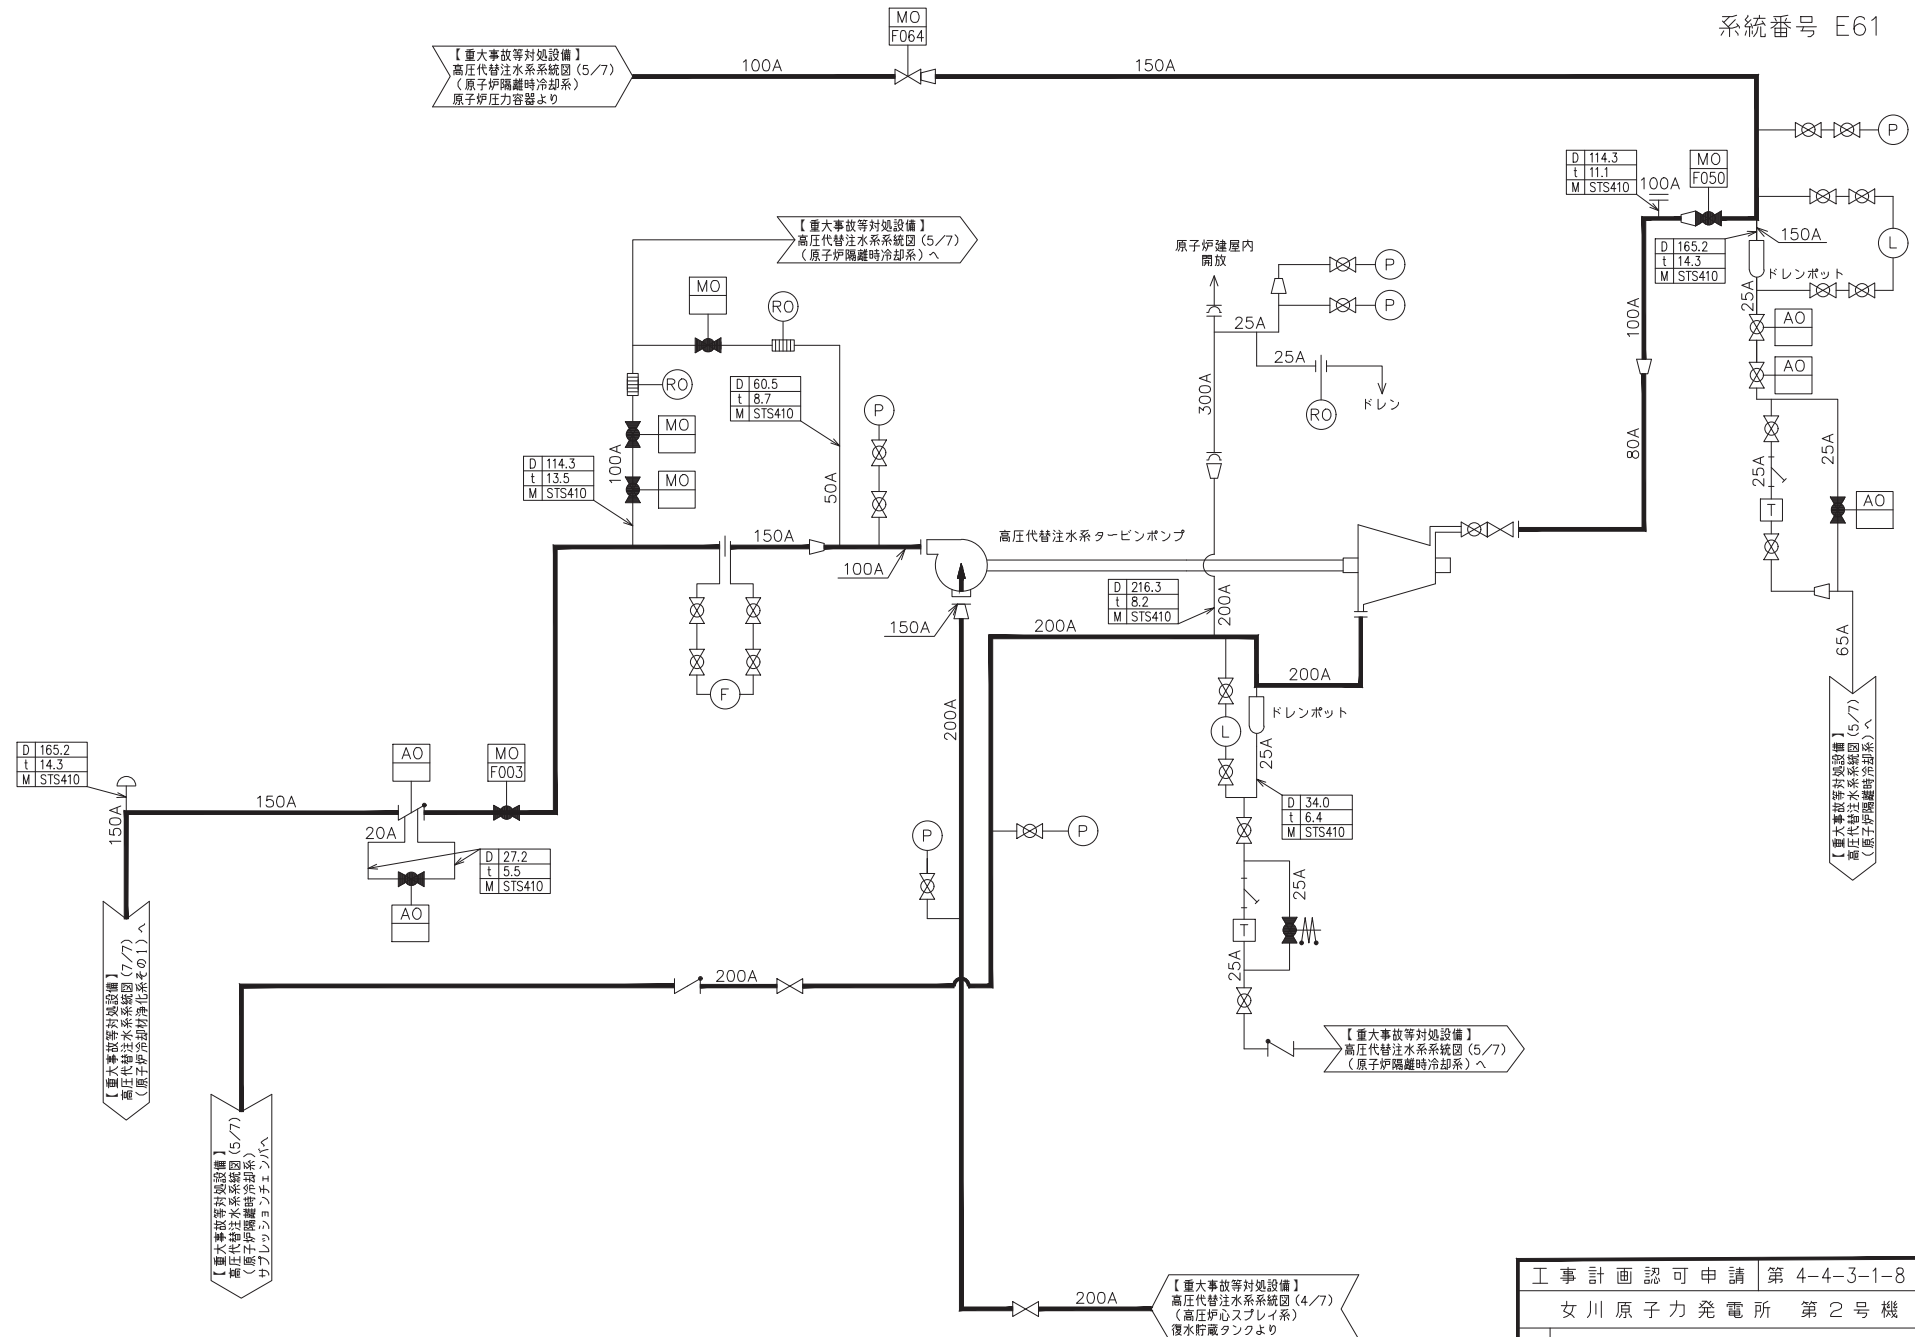 系統番号 E61
MO
F064
【重大事故等対処設備】
高圧代替注水系系統図(5/7)
(原子炉隔離時冷却系)
原子炉圧力容器より
100A
150A
P
D 114.3
t 11.1
M STS410
100A
MO
F050
【重大事故等対処設備】
高圧代替注水系系統図(5/7)
(原子炉隔離時冷却系)へ
原子炉建屋内
開放
P
P
D 165.2
t 14.3
M STS410
150A
L
ドレンポット
25A
MO
RO
25A
25A
RO
ドレン
300A
100A
AO
AO
RO
D 60.5
t 8.7
M STS410
P
MO
MO
100A
D 114.3
t 13.5
M STS410
50A
80A
25A
25A
T
AO
150A
100A
高圧代替注水系タービンポンプ
D 216.3
t 8.2
M STS410
200A
150A
200A
200A
65A
F
200A
L
ドレンポット
25A
D 34.0
t 6.4
M STS410
【重大事故等対処設備】
高圧代替注水系系統図(5/7)
(原子炉隔離時冷却系)へ
D 165.2
t 14.3
M STS410
150A
150A
AO
MO
F003
20A
D 27.2
t 5.5
M STS410
AO
P
P
25A
T
25A
【重大事故等対処設備】
高圧代替注水系系統図(7/7)
(原子炉冷却材浄化系その1)へ
200A
【重大事故等対処設備】
高圧代替注水系系統図(5/7)
(原子炉隔離時冷却系)へ
【重大事故等対処設備】
高圧代替注水系系統図(5/7)
(原子炉隔離時冷却系)
サプレッションチェンバへ
200A
【重大事故等対処設備】
高圧代替注水系系統図(4/7)
(高圧炉心スプレイ系)
復水貯蔵タンクより
工事計画認可申請 第 4-4-3-1-8
女川原子力発電所 第2号機